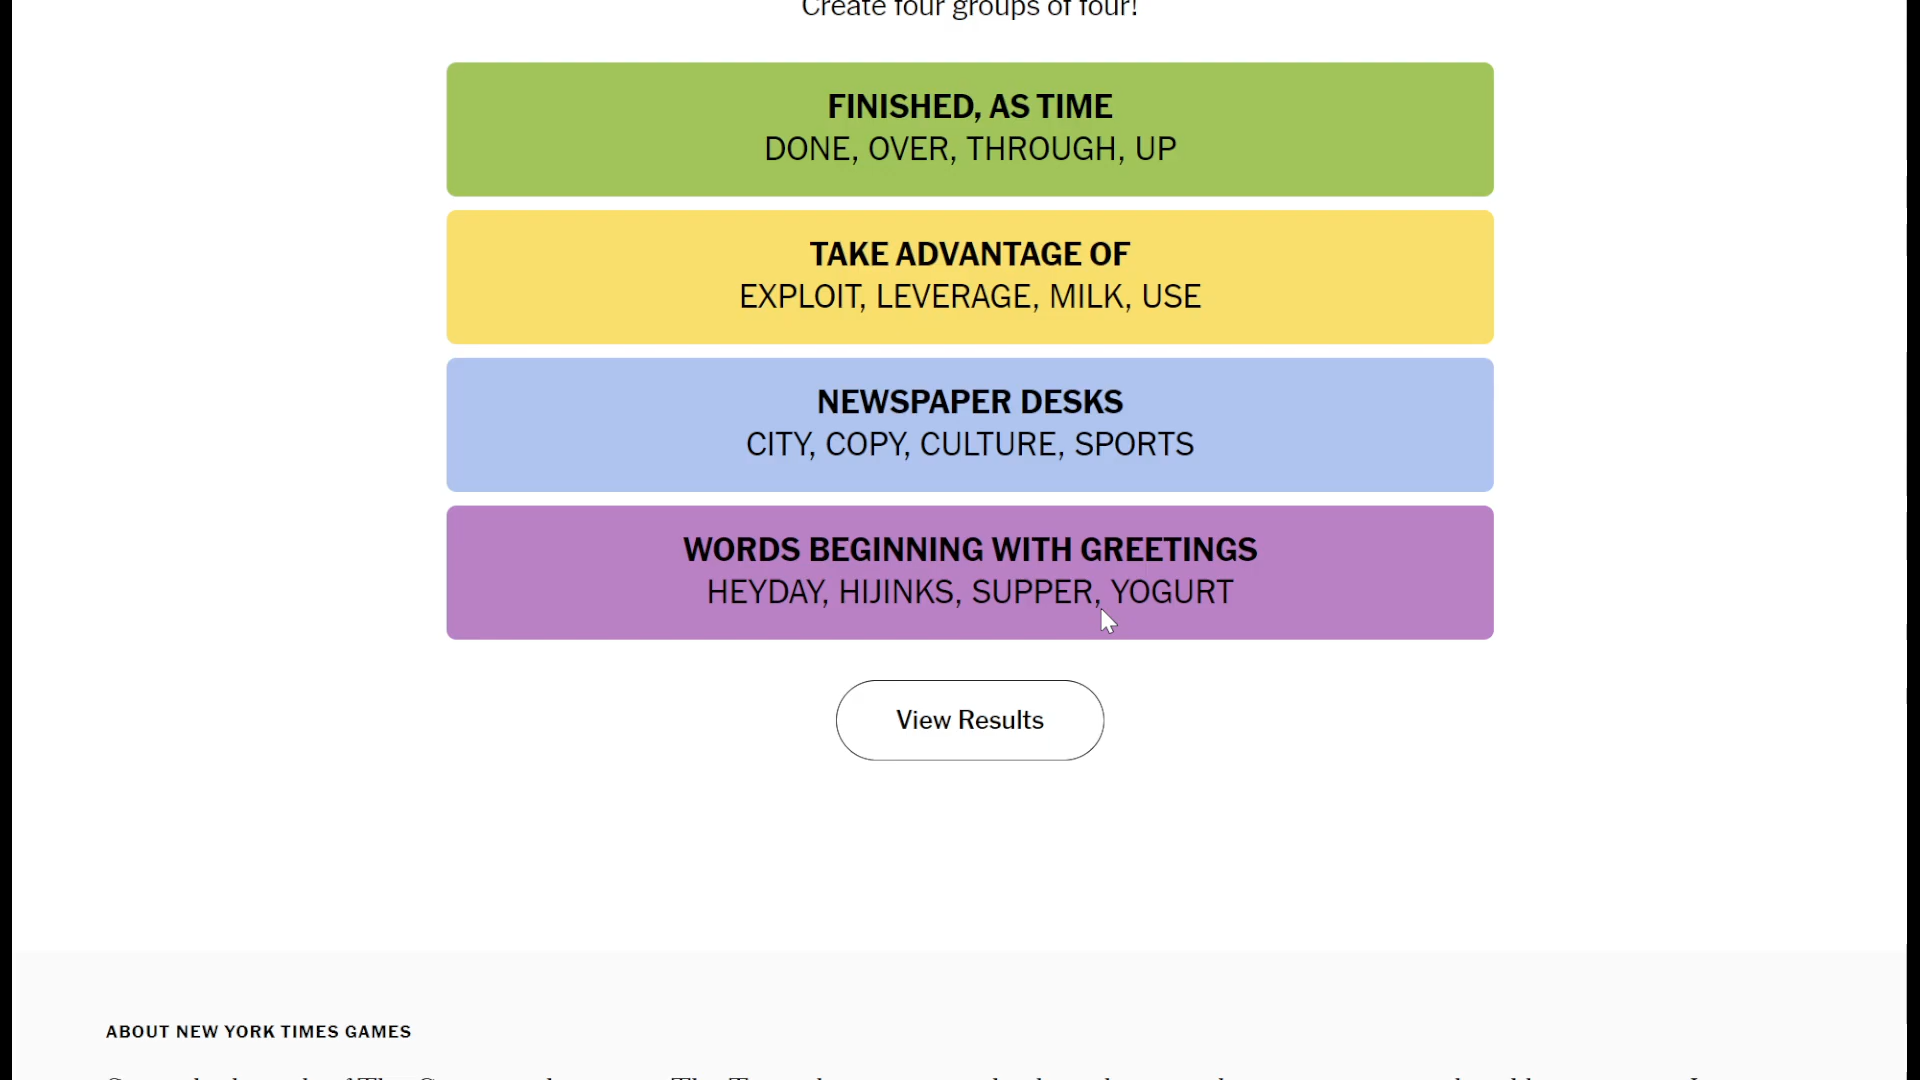 Create four groups of four!
FINISHED, AS TIME
DONE, OVER, THROUGH, UP
TAKE ADVANTAGE OF
EXPLOIT, LEVERAGE, MILK, USE
NEWSPAPER DESKS
CITY, COPY, CULTURE, SPORTS
WORDS BEGINNING WITH GREETINGS
HEYDAY, HIJINKS, SUPPER, YOGURT
View Results
ABOUT NEW YORK TIMES GAMES